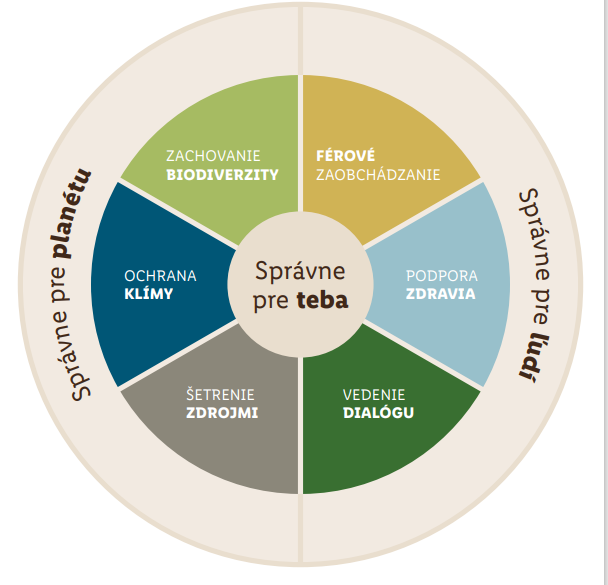 ZACHOVANIE
BIODIVERZITY
FÉROVÉ
ZAOBCHÁDZANIE
Správne pre planétu
OCHRANA
KLÍMY
Správne
pre teba
PODPORA
ZDRAVIA
Správne pre ľudí
ŠETRENIE
ZDROJMI
VEDENIE
DIALÓGU